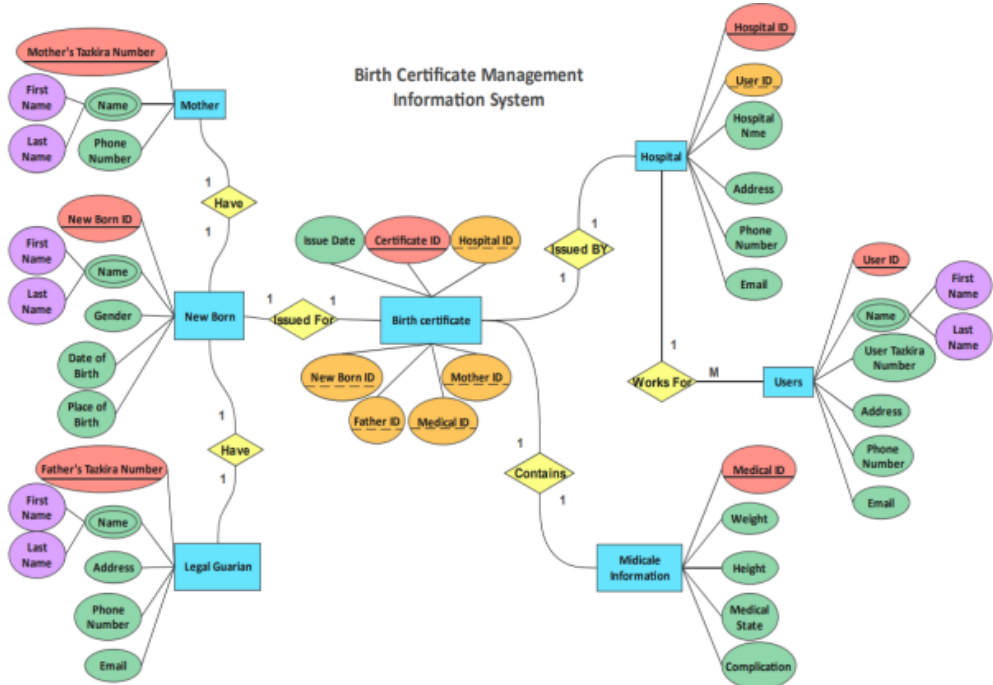 Birth Certificate Management
Information System
Mother's Tazkira Number
First
Name
Last
Name
Name
Phone
Number
Mother
1
Have
1
New Born ID
First
Name
Last
Name
Name
Gender
Date of
Birth
Place of
Birth
New Born
1
Issued For
1
1
Have
1
Father's Tazkira Number
First
Name
Last
Name
Name
Address
Phone
Number
Email
Legal Guarian
Issue Date
Certificate ID
Hospital ID
Birth certificate
New Born ID
Mother ID
Father ID
Medical ID
1
Issued BY
1
Hospital
Hospital ID
User ID
Hospital
Nme
Address
Phone
Number
Email
1
Works For
M
Users
User ID
First
Name
Last
Name
Name
User Tazkira
Number
Address
Phone
Number
Email
1
Contains
1
Midicale
Information
Medical ID
Weight
Height
Medical
State
Complication